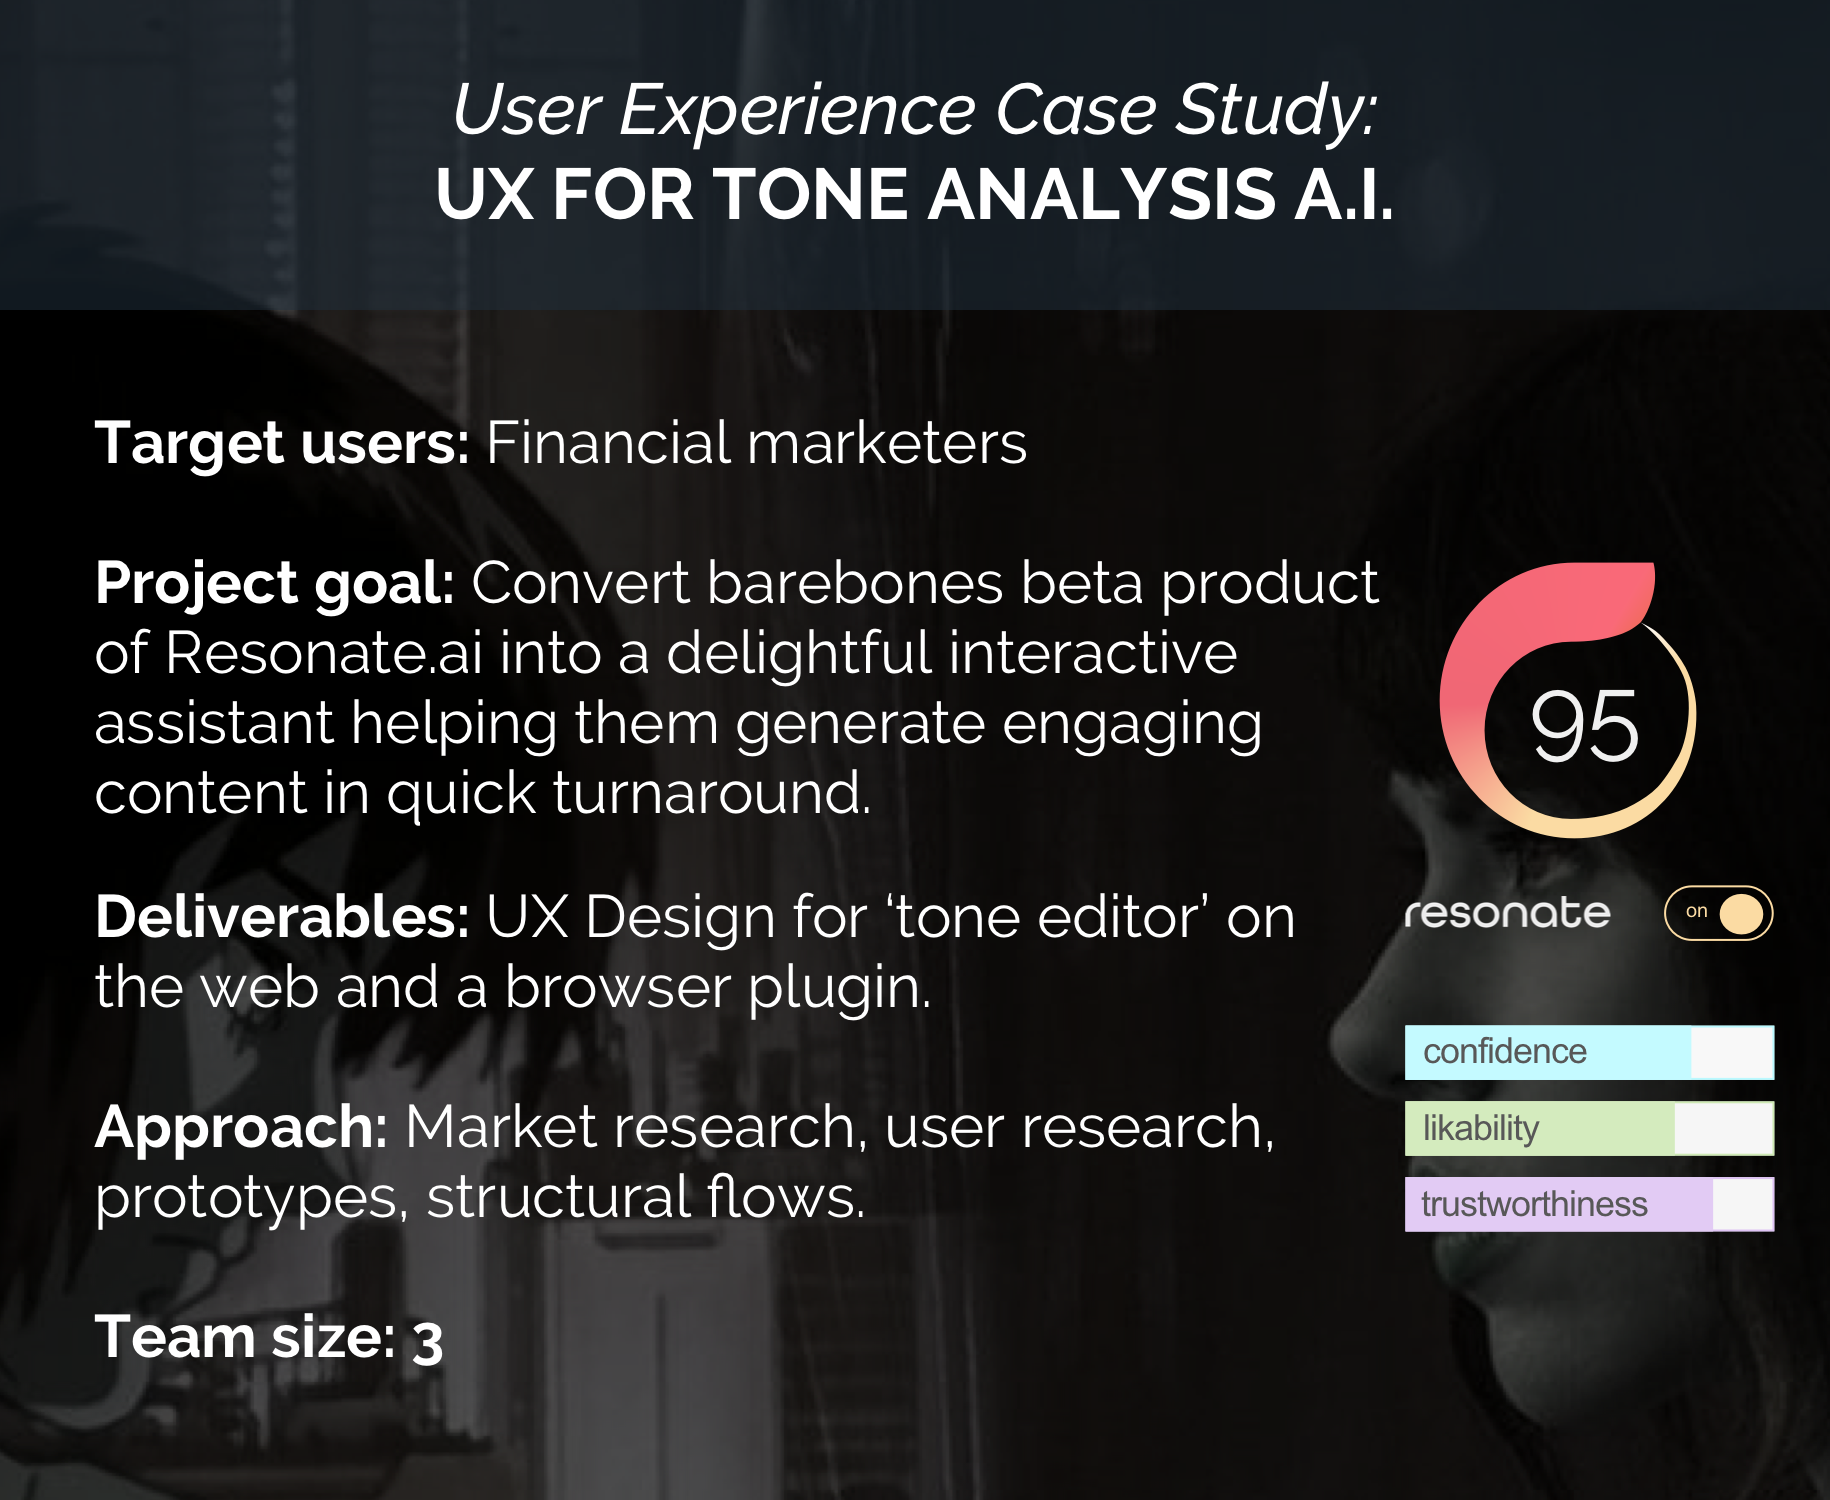 User Experience Case Study:
UX FOR TONE ANALYSIS A.I.
Target users: Financial marketers
Project goal: Convert barebones beta product
of Resonate.ai into a delightful interactive
assistant helping them generate engaging
content in quick turnaround.
Deliverables: UX Design for ‘tone editor’ on
the web and a browser plugin.
Approach: Market research, user research,
prototypes, structural flows.
Team size: 3
95
resonate
on
confidence
likability
trustworthiness